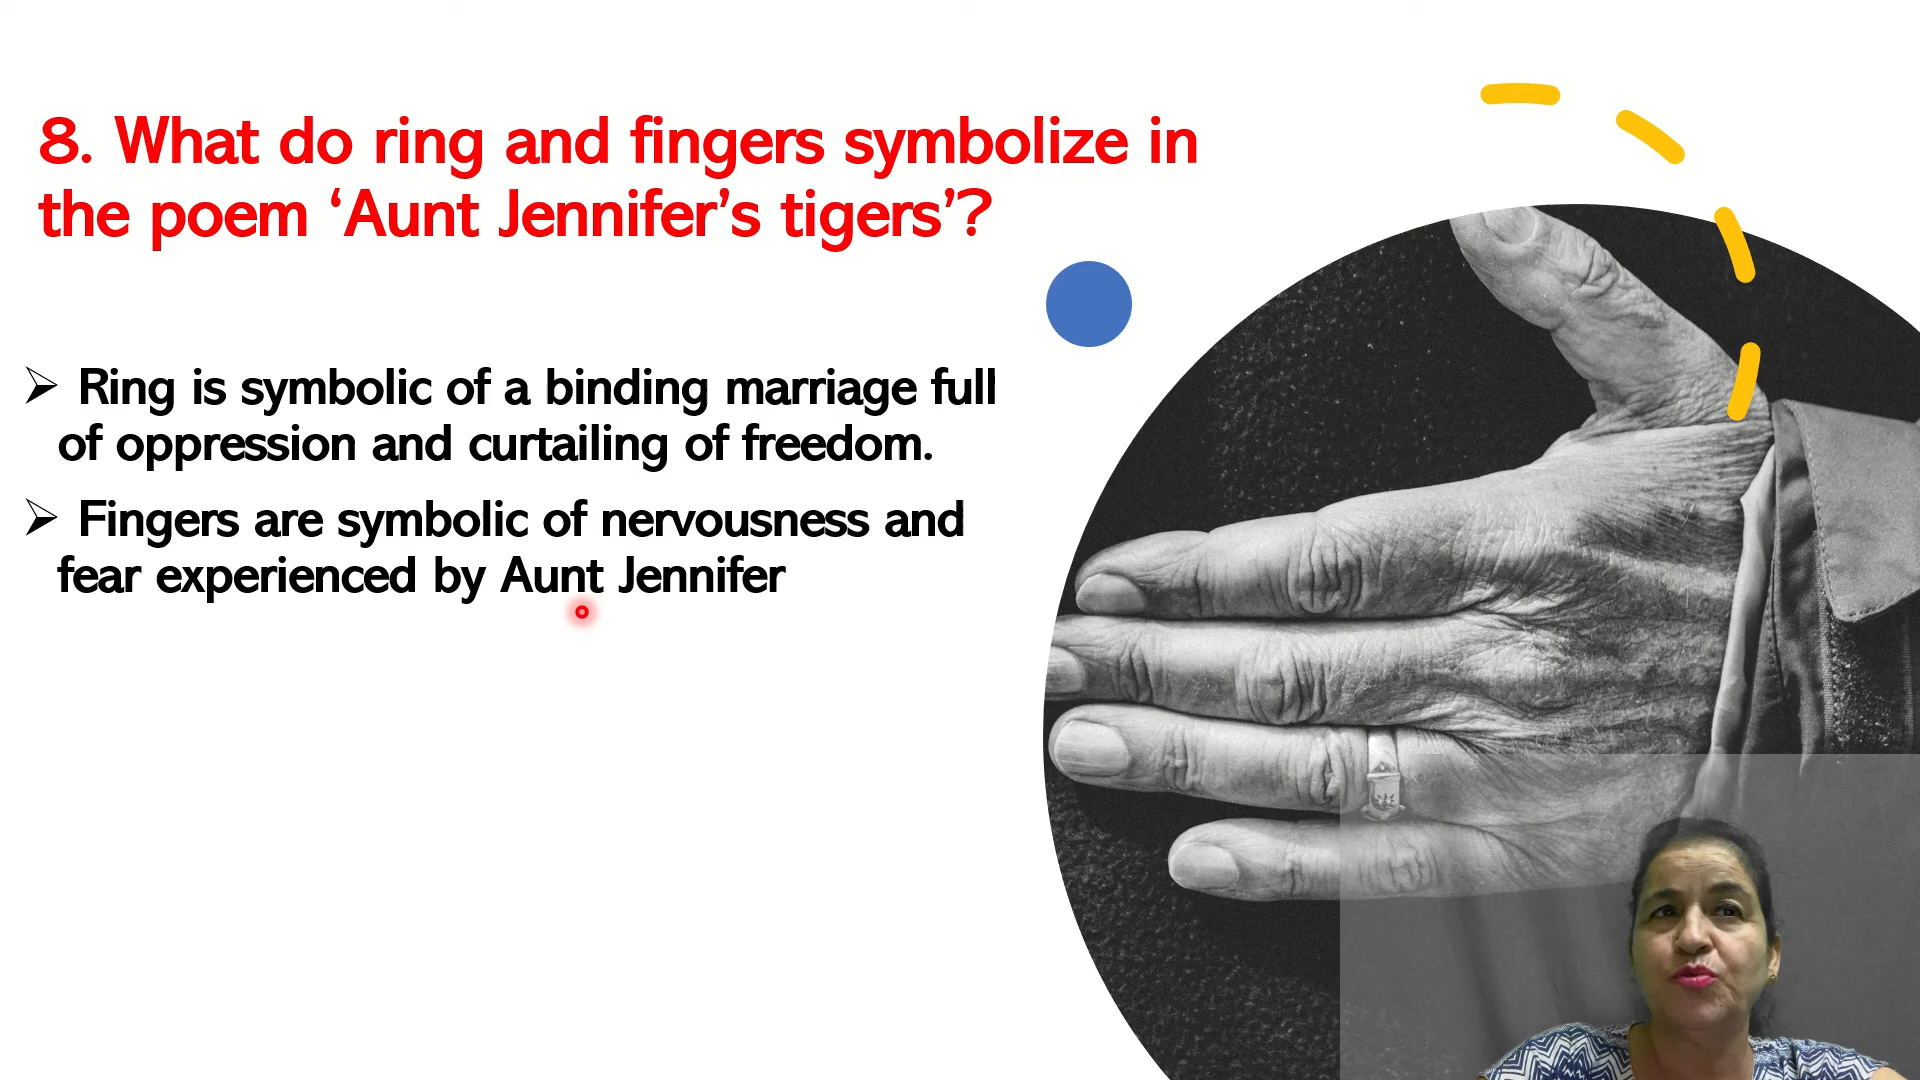 8. What do ring and fingers symbolize in
the poem ‘Aunt Jennifer’s tigers’?
➢ Ring is symbolic of a binding marriage full
of oppression and curtailing of freedom.
➢ Fingers are symbolic of nervousness and
fear experienced by Aunt Jennifer